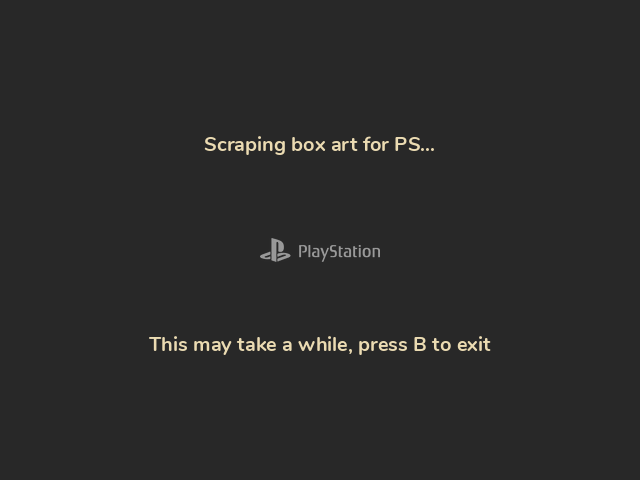 Scraping box art for PS...
PlayStation
This may take a while, press B to exit